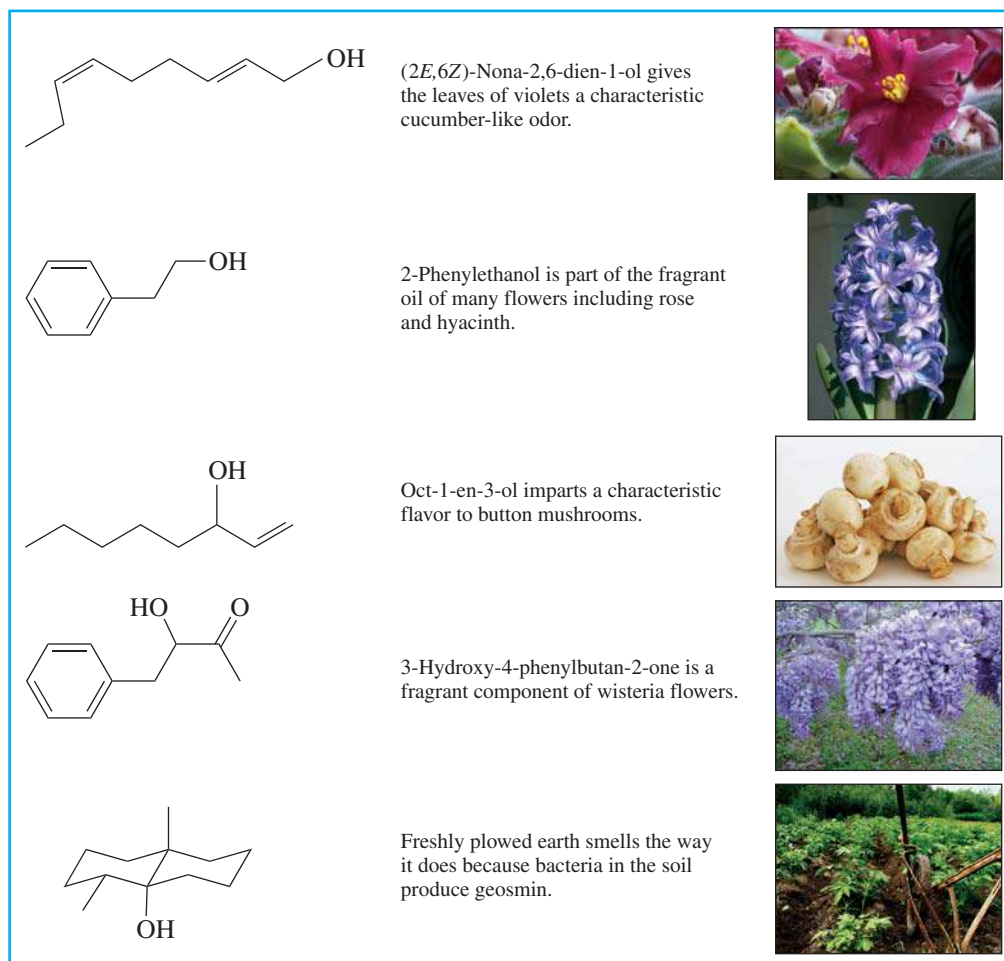 OH
(2E,6Z)-Nona-2,6-dien-1-ol gives
the leaves of violets a characteristic
cucumber-like odor.
OH
2-Phenylethanol is part of the fragrant
oil of many flowers including rose
and hyacinth.
OH
Oct-1-en-3-ol imparts a characteristic
flavor to button mushrooms.
HO O
3-Hydroxy-4-phenylbutan-2-one is a
fragrant component of wisteria flowers.
Freshly plowed earth smells the way
it does because bacteria in the soil
produce geosmin.
OH